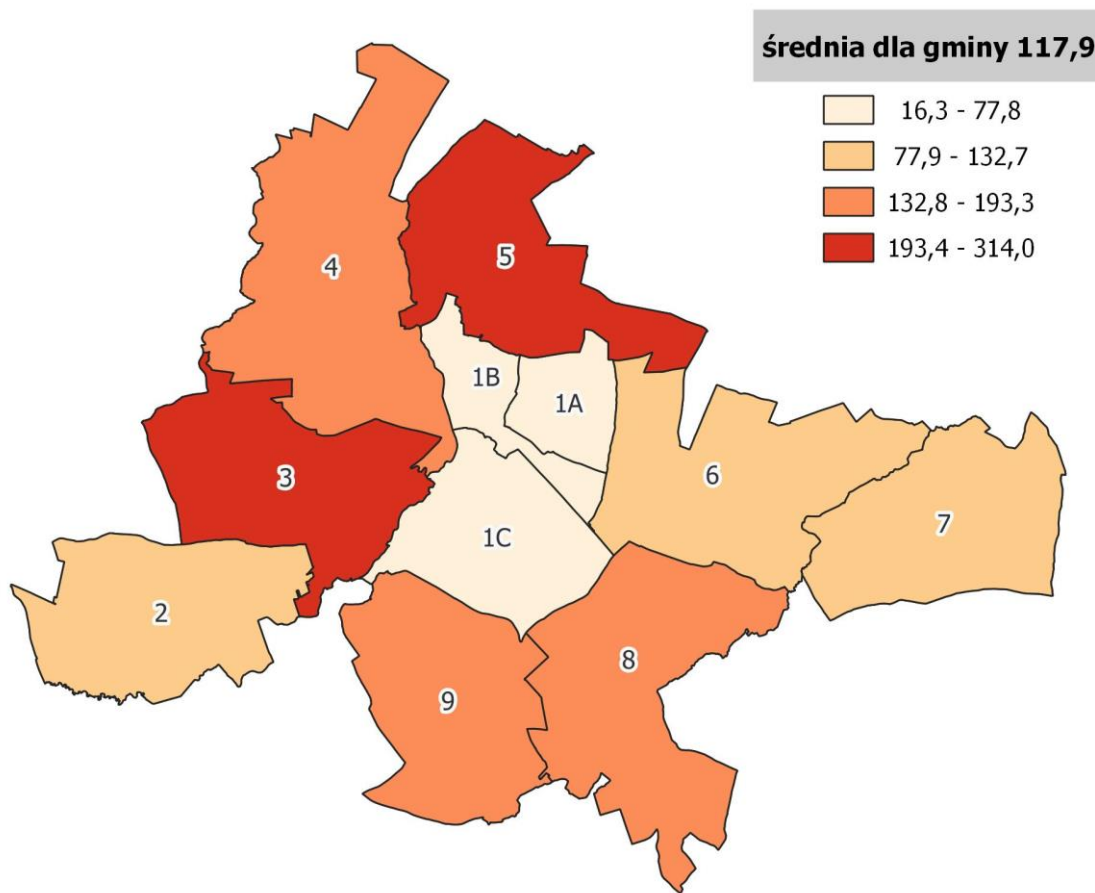 średnia dla gminy 117,9
16,3 - 77,8
77,9 - 132,7
132,8 - 193,3
193,4 - 314,0
4
5
1B
1A
3
6
7
1C
2
8
9